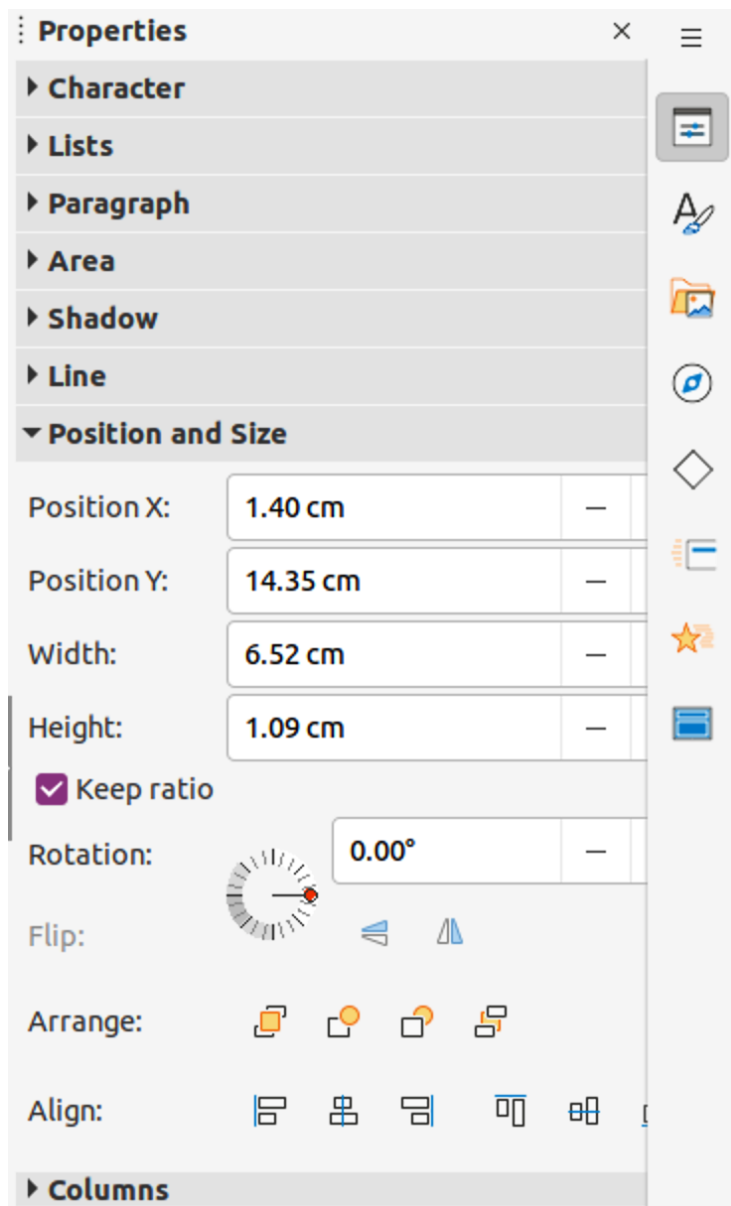 Properties
Character
Lists
Paragraph
Area
Shadow
Line
Position and Size
Position X: 1.40 cm
Position Y: 14.35 cm
Width: 6.52 cm
Height: 1.09 cm
Keep ratio
Rotation: 0.00°
Flip:
Arrange:
Align:
Columns